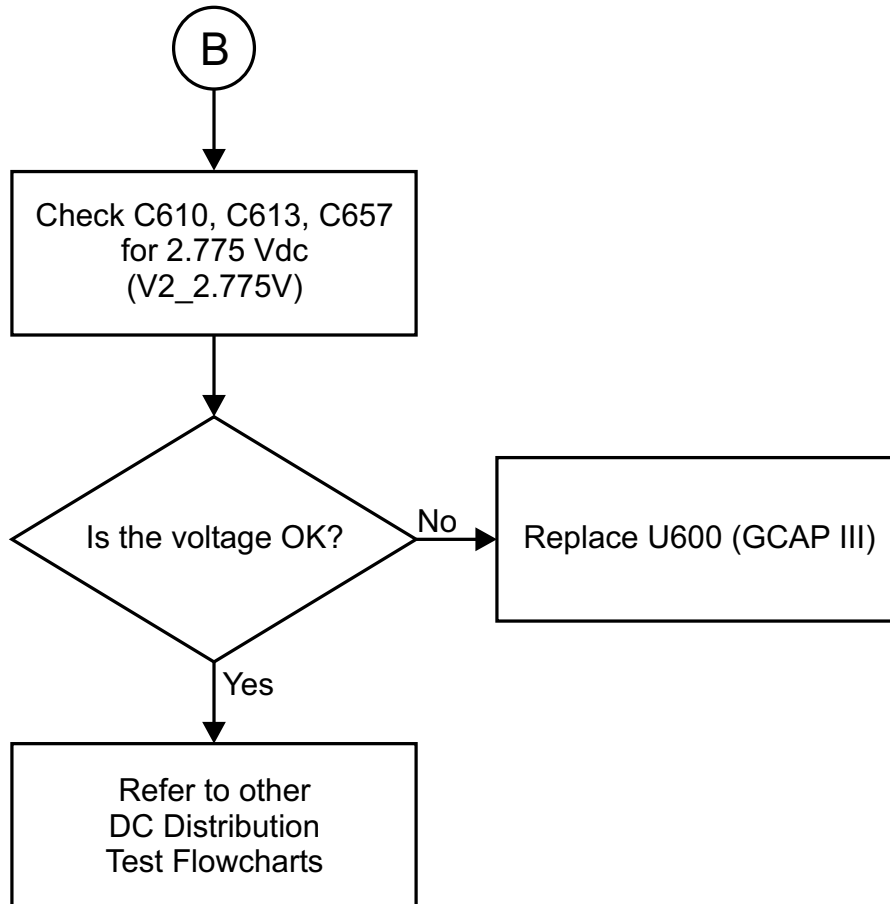 B
Check C610, C613, C657
for 2.775 Vdc
(V2_2.775V)
Is the voltage OK?
No
Replace U600 (GCAP III)
Yes
Refer to other
DC Distribution
Test Flowcharts